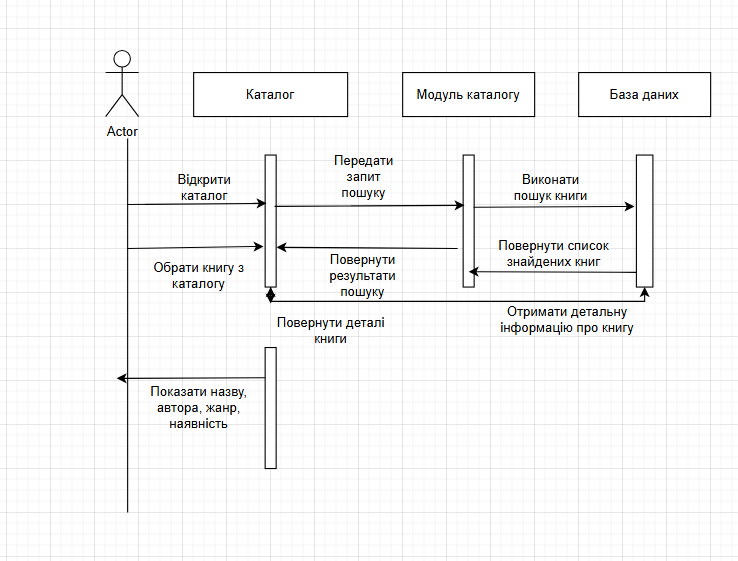 Actor
Каталог
Модуль каталогу
База даних
Відкрити
каталог
Передати
запит
пошуку
Виконати
пошук книги
Повернути список
знайдених книг
Повернути
результати
пошуку
Обрати книгу з
каталогу
Отримати детальну
інформацію про книгу
Повернути деталі
книги
Показати назву,
автора, жанр,
наявність